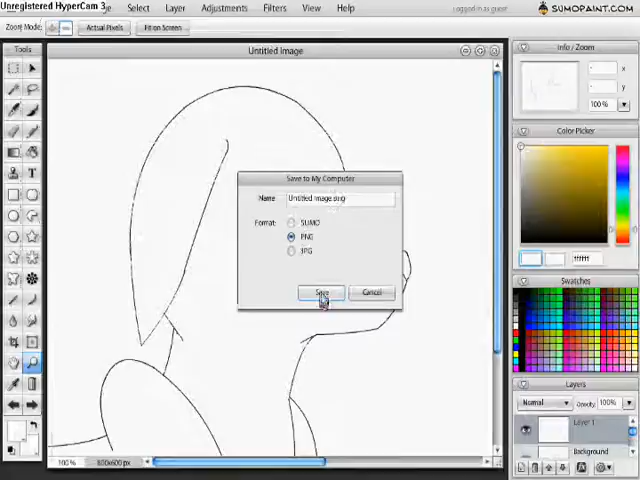 Unregistered HyperCam 3
Select
Layer
Adjustments
Filters
View
Help
Logged in as guest
SUMOPAINT.COM
Zoom Mode:
Actual Pixels
Fit on Screen
Tools
Untitled Image
Info / Zoom
x
y
100 %
Save to My Computer
Name
Untitled Image.png
Format:
SUMO
PNG
JPG
Save
Cancel
Color Picker
ffffff
Swatches
Layers
Normal
Opacity:
100%
Layer 1
Background
100 %
800x600 px